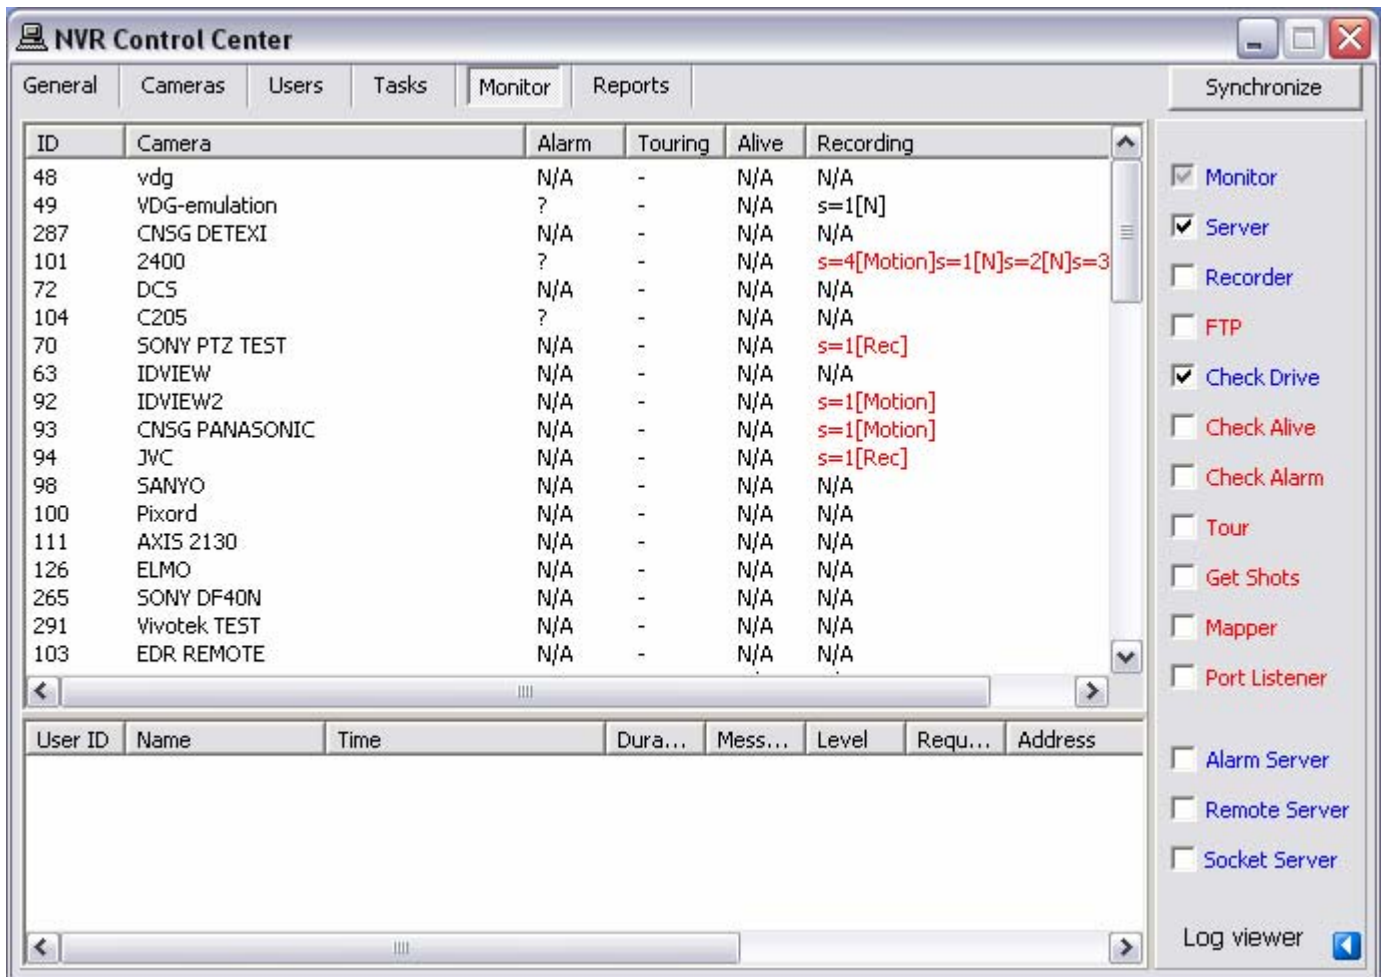 NVR Control Center
General Cameras Users Tasks Monitor Reports Synchronize
ID Camera Alarm Touring Alive Recording
48 vdg N/A - N/A N/A
49 VDG-emulation ? - N/A s=1[N]
287 CNSG DETEXI N/A - N/A N/A
101 2400 ? - N/A s=4[Motion]s=1[N]s=2[N]s=3
72 DCS N/A - N/A N/A
104 C205 ? - N/A N/A
70 SONY PTZ TEST N/A - N/A s=1[Rec]
63 IDVIEW N/A - N/A N/A
92 IDVIEW2 N/A - N/A s=1[Motion]
93 CNSG PANASONIC N/A - N/A s=1[Motion]
94 JVC N/A - N/A s=1[Rec]
98 SANYO N/A - N/A N/A
100 Pixord N/A - N/A N/A
111 AXIS 2130 N/A - N/A N/A
126 ELMO N/A - N/A N/A
265 SONY DF40N N/A - N/A N/A
291 Vivotek TEST N/A - N/A N/A
103 EDR REMOTE N/A - N/A N/A
User ID Name Time Dura... Mess... Level Requ... Address
Monitor
Server
Recorder
FTP
Check Drive
Check Alive
Check Alarm
Tour
Get Shots
Mapper
Port Listener
Alarm Server
Remote Server
Socket Server
Log viewer